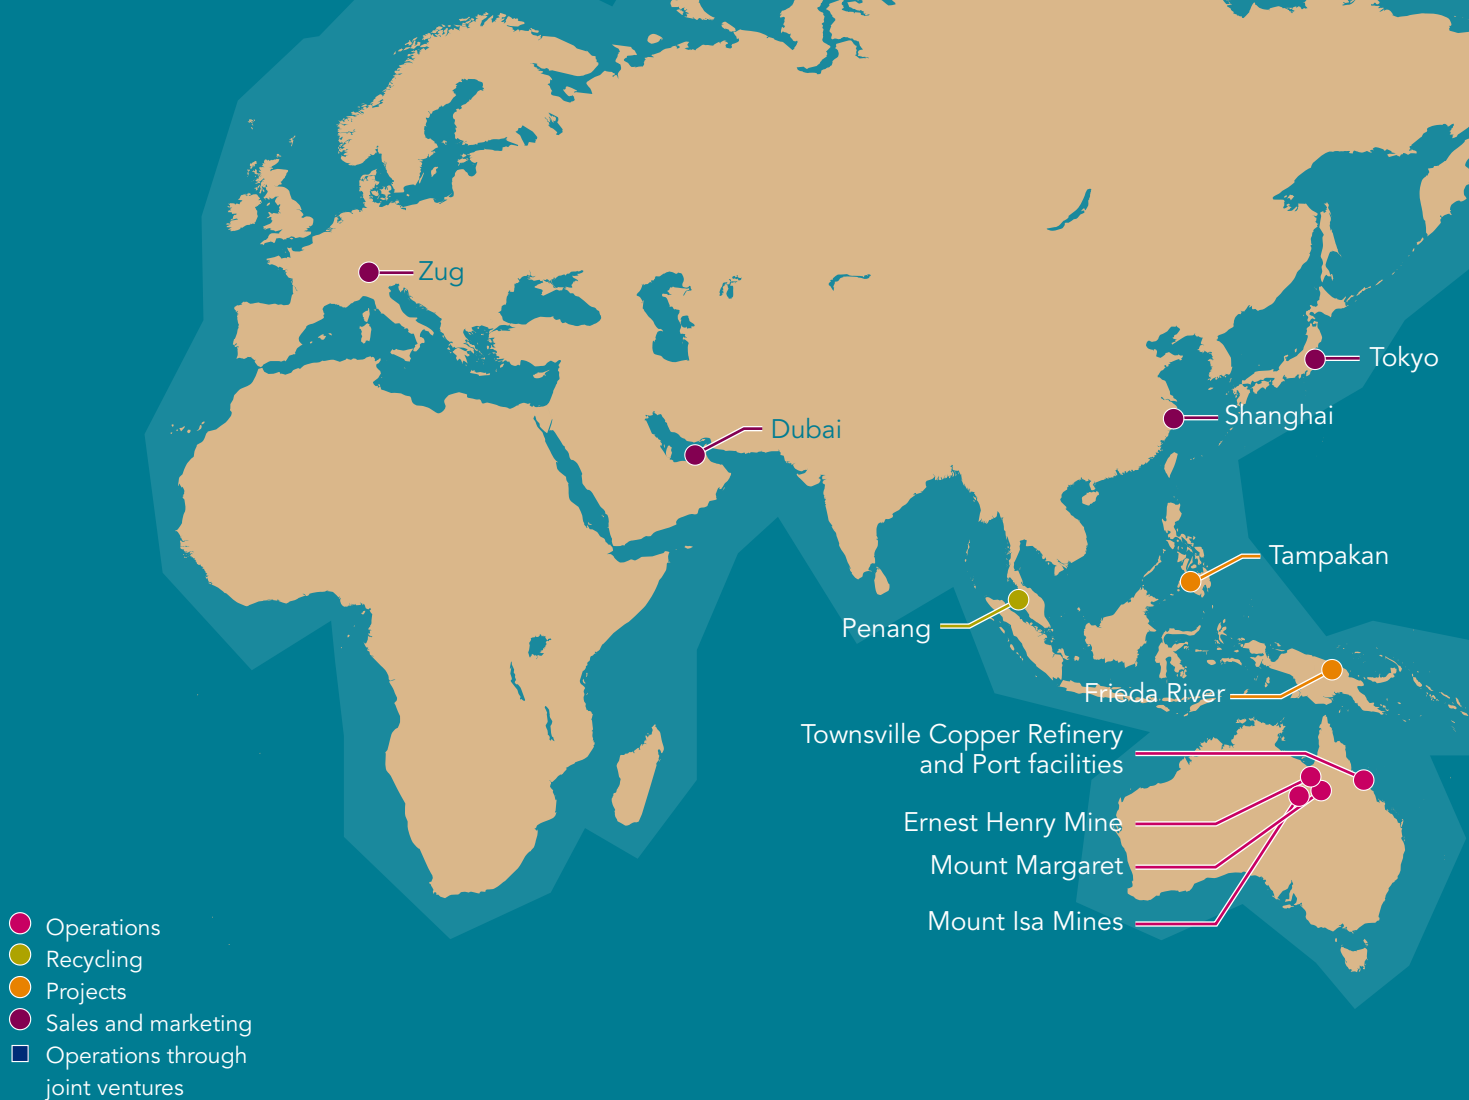 Zug
Tokyo
Shanghai
Dubai
Tampakan
Penang
Frieda River
Townsville Copper Refinery
and Port facilities
Ernest Henry Mine
Mount Margaret
Mount Isa Mines
Operations
Recycling
Projects
Sales and marketing
Operations through
joint ventures